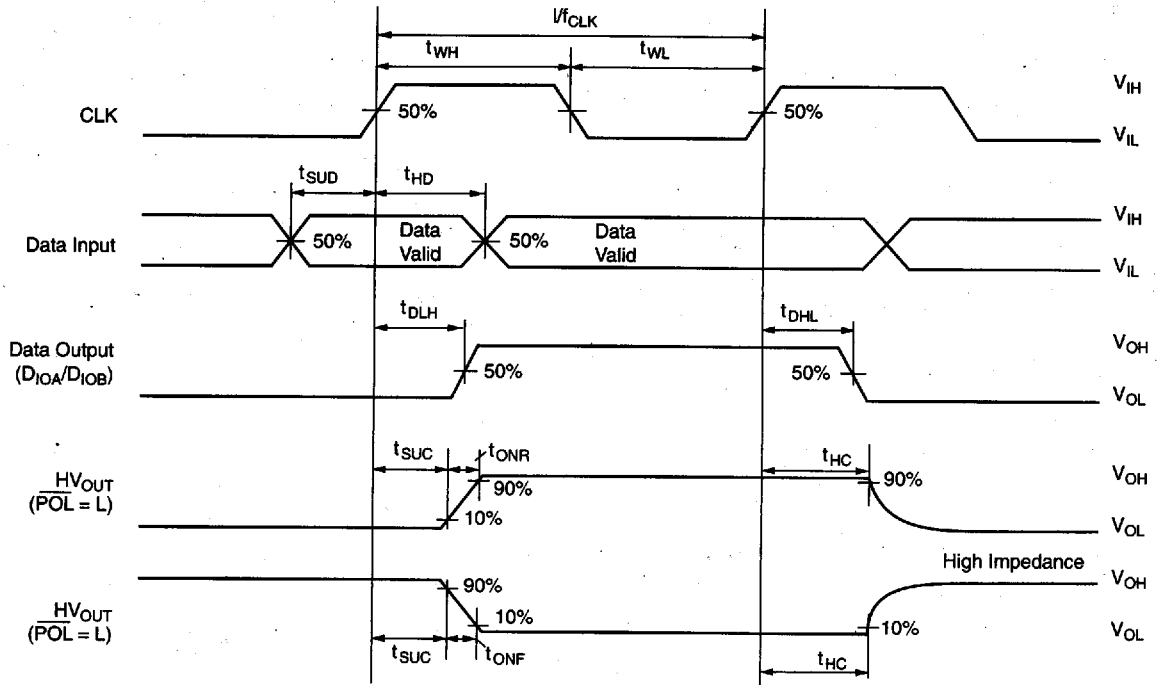 l/fCLK
tWH
tWL
CLK
50%
50%
VIH
VIL
tSUD
tHD
Data Input
50%
Data
Valid
50%
Data
Valid
VIH
VIL
tDLH
tDHL
Data Output
(DIOA/DIOB)
50%
50%
VOH
VOL
tSUC
tONR
tHC
HVOUT
(POL = L)
90%
10%
90%
VOH
VOL
High Impedance
HVOUT
(POL = L)
90%
10%
10%
VOH
VOL
tSUC
tONF
tHC